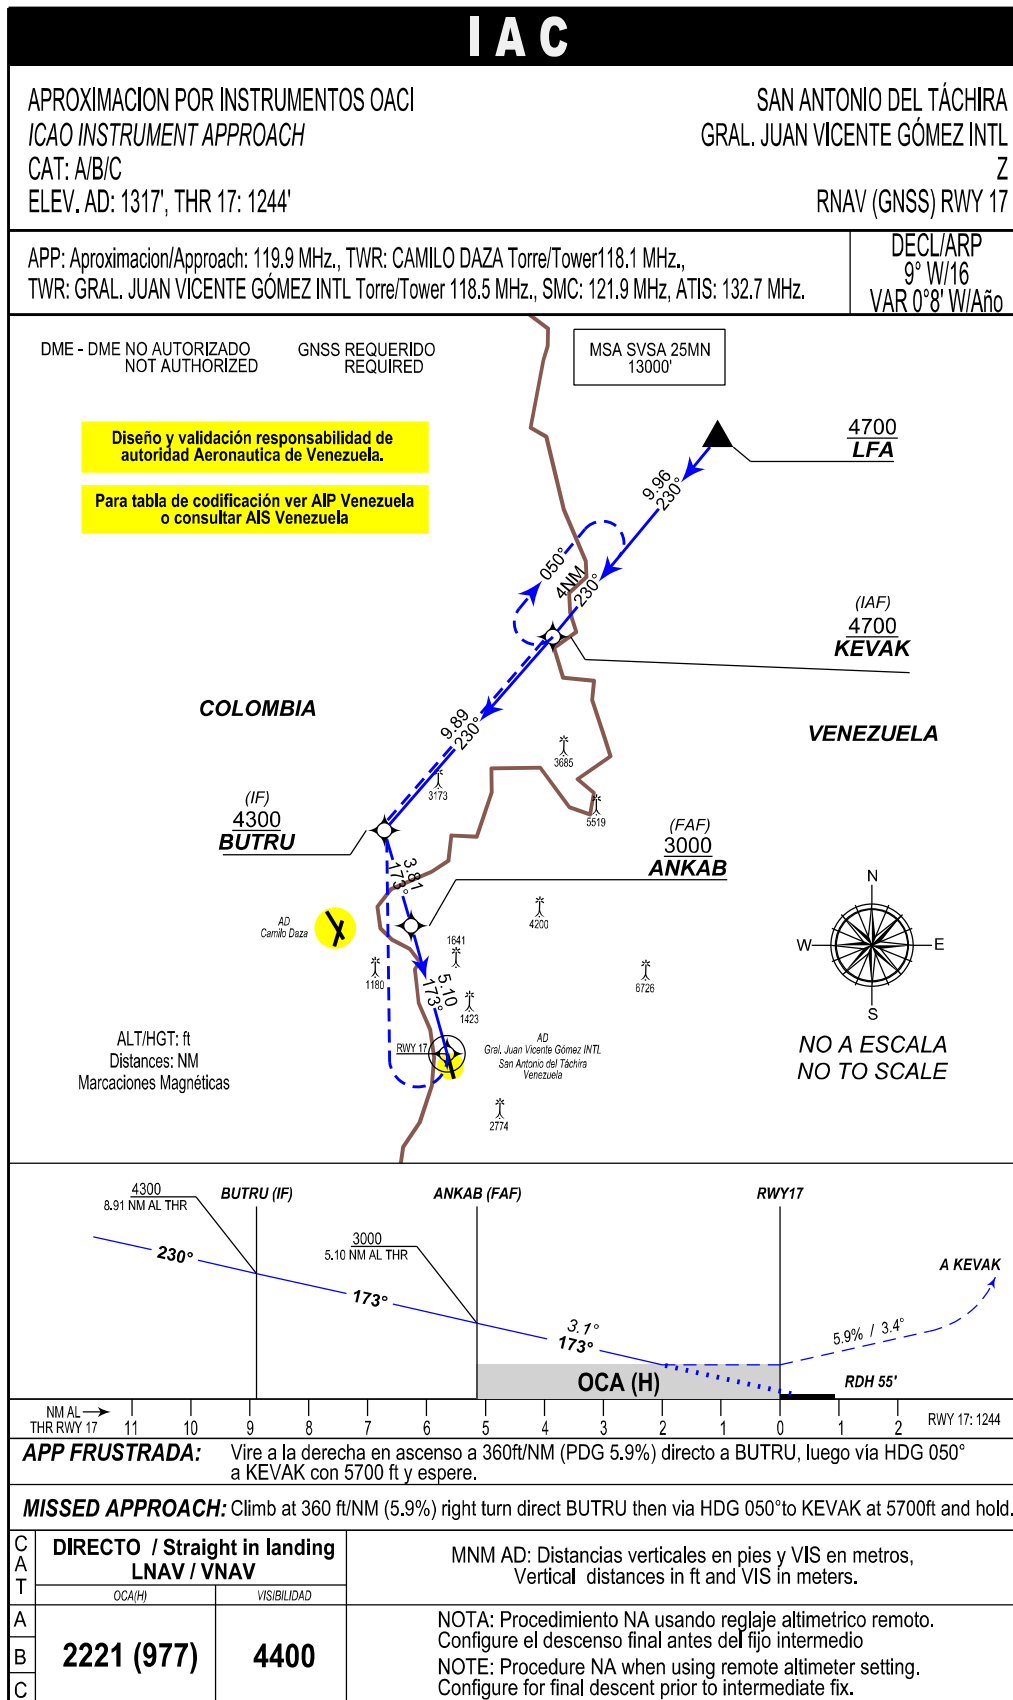 IAC
APROXIMACION POR INSTRUMENTOS OACI
ICAO INSTRUMENT APPROACH
CAT: A/B/C
ELEV. AD: 1317', THR 17: 1244'
SAN ANTONIO DEL TÁCHIRA
GRAL. JUAN VICENTE GÓMEZ INTL
Z
RNAV (GNSS) RWY 17
APP: Aproximacion/Approach: 119.9 MHz., TWR: CAMILO DAZA Torre/Tower118.1 MHz.,
TWR: GRAL. JUAN VICENTE GÓMEZ INTL Torre/Tower 118.5 MHz., SMC: 121.9 MHz, ATIS: 132.7 MHz.
DECL/ARP
9° W/16
VAR 0°8' W/Año
DME - DME NO AUTORIZADO
NOT AUTHORIZED
GNSS REQUERIDO
REQUIRED
MSA SVSA 25MN
13000'
Diseño y validación responsabilidad de
autoridad Aeronautica de Venezuela.
Para tabla de codificación ver AIP Venezuela
o consultar AIS Venezuela
4700
LFA
9.96
230°
050°
4NM
230°
(IAF)
4700
KEVAK
COLOMBIA
VENEZUELA
9.89
230°
3685
3173
5519
(IF)
4300
BUTRU
(FAF)
3000
ANKAB
3.81
173°
AD
Camilo Daza
4200
1641
1180
6726
5.10
173°
1423
N
W
E
S
RWY 17
AD
Gral. Juan Vicente Gómez INTL
San Antonio del Táchira
Venezuela
2774
ALT/HGT: ft
Distances: NM
Marcaciones Magnéticas
NO A ESCALA
NO TO SCALE
4300
8.91 NM AL THR
BUTRU (IF)
ANKAB (FAF)
RWY17
3000
5.10 NM AL THR
230°
173°
3.1°
173°
A KEVAK
5.9% / 3.4°
OCA (H)
RDH 55'
NM AL
THR RWY 17
11 10 9 8 7 6 5 4 3 2 1 0 1 2
RWY 17: 1244
APP FRUSTRADA: Vire a la derecha en ascenso a 360ft/NM (PDG 5.9%) directo a BUTRU, luego vía HDG 050°
a KEVAK con 5700 ft y espere.
MISSED APPROACH: Climb at 360 ft/NM (5.9%) right turn direct BUTRU then via HDG 050°to KEVAK at 5700ft and hold.
CAT
DIRECTO / Straight in landing
LNAV / VNAV
OCA(H)
VISIBILIDAD
MNM AD: Distancias verticales en pies y VIS en metros,
Vertical distances in ft and VIS in meters.
A
B
C
2221 (977)
4400
NOTA: Procedimiento NA usando reglaje altimetrico remoto.
Configure el descenso final antes del fijo intermedio
NOTE: Procedure NA when using remote altimeter setting.
Configure for final descent prior to intermediate fix.